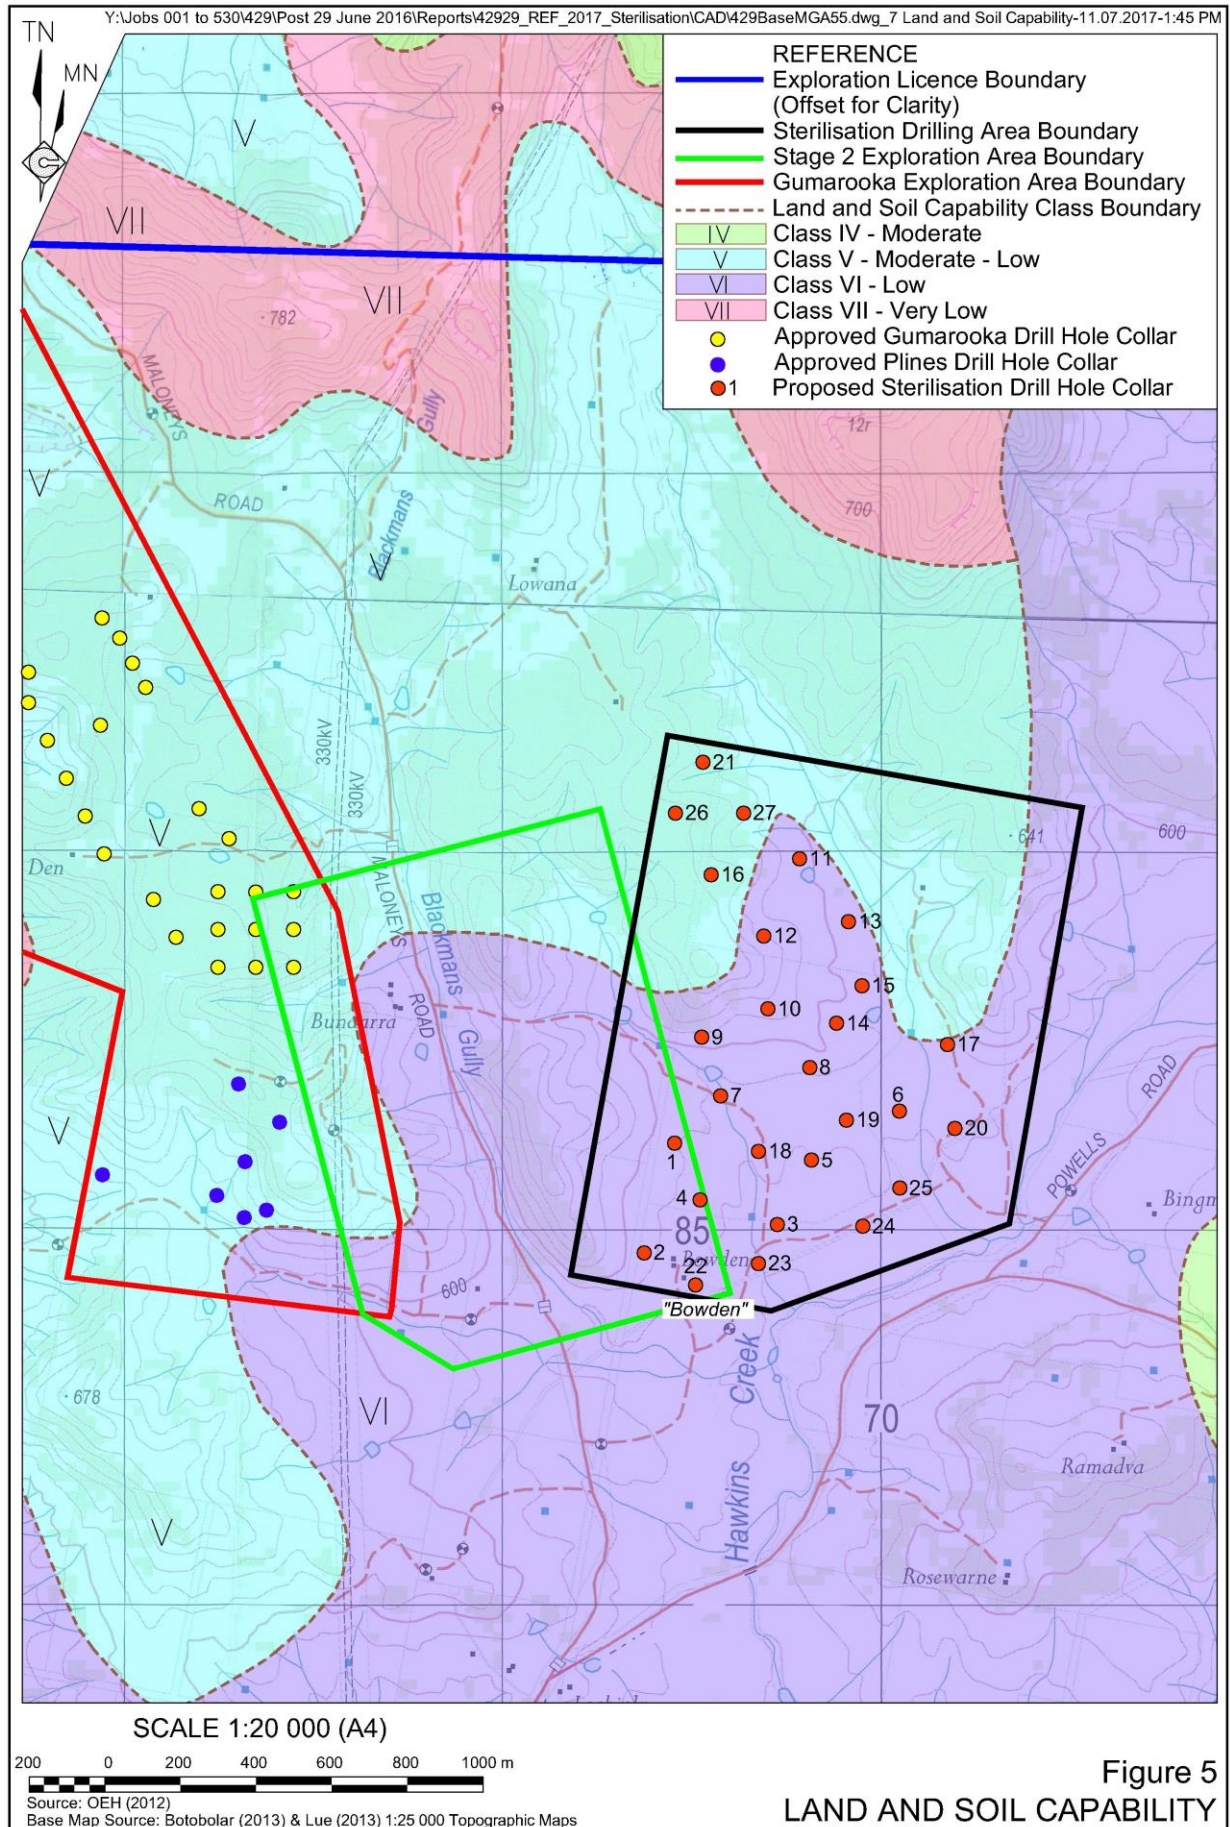 Y:\Jobs 001 to 530\429\Post 29 June 2016\Reports\42929_REF_2017_Sterilisation\CAD\429BaseMGA55.dwg_7 Land and Soil Capability-11.07.2017-1:45 PM
TN
MN
REFERENCE
Exploration Licence Boundary
(Offset for Clarity)
Sterilisation Drilling Area Boundary
Stage 2 Exploration Area Boundary
Gumarooka Exploration Area Boundary
Land and Soil Capability Class Boundary
IV Class IV - Moderate
V Class V - Moderate - Low
VI Class VI - Low
VII Class VII - Very Low
Approved Gumarooka Drill Hole Collar
Approved Plines Drill Hole Collar
1 Proposed Sterilisation Drill Hole Collar
V
VII
VII
782
MALONEYS
Gully
12r
V
ROAD
700
Blackmans
V
Lowana
330kV
330kV
21
26
27
641
600
V
Den
MALONEYS
11
16
Blackmans
13
12
15
ROAD
Bundarra
10
14
Gully
9
17
8
ROAD
7
6
V
19
20
1
18
5
POWELLS
25
4
Bingm
85
3
24
2
Bowden
23
22
600
"Bowden"
Creek
678
VI
70
Ramadva
Hawkins
V
Rosewarne
SCALE 1:20 000 (A4)
200 0 200 400 600 800 1000 m
Source: OEH (2012)
Base Map Source: Botobolar (2013) & Lue (2013) 1:25 000 Topographic Maps
Figure 5
LAND AND SOIL CAPABILITY